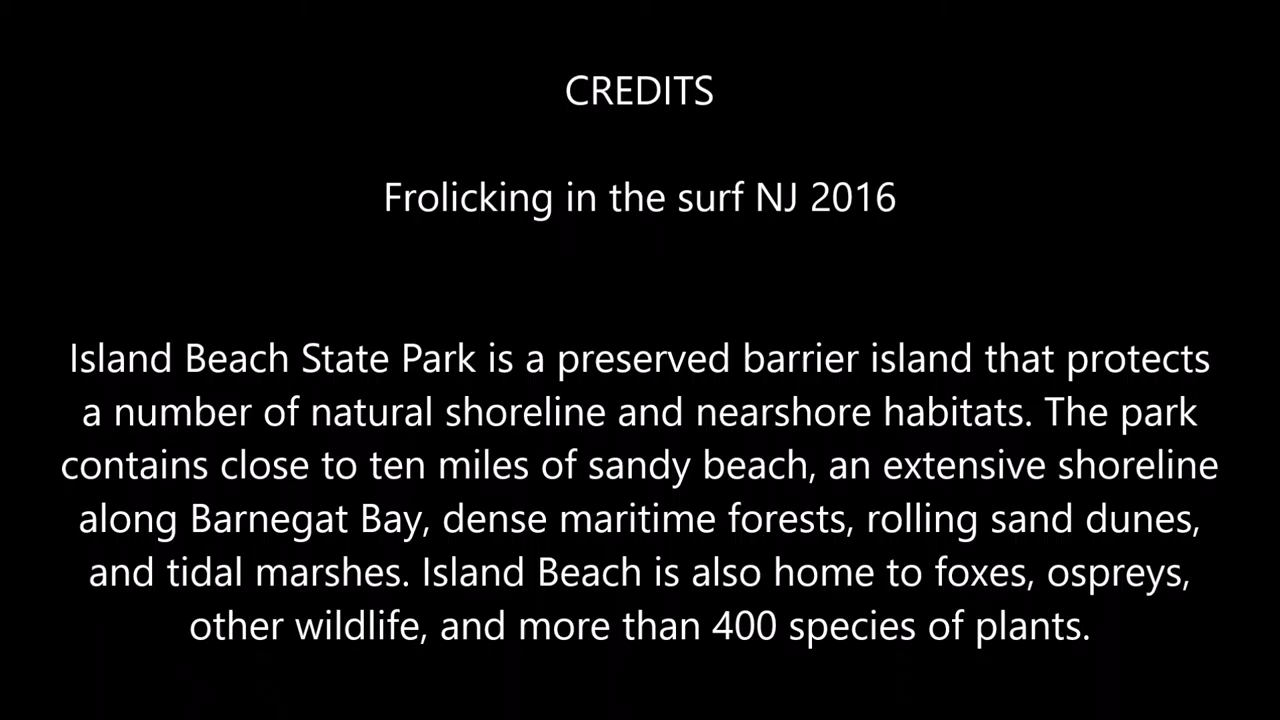 CREDITS
Frolicking in the surf NJ 2016
Island Beach State Park is a preserved barrier island that protects
a number of natural shoreline and nearshore habitats. The park
contains close to ten miles of sandy beach, an extensive shoreline
along Barnegat Bay, dense maritime forests, rolling sand dunes,
and tidal marshes. Island Beach is also home to foxes, ospreys,
other wildlife, and more than 400 species of plants.